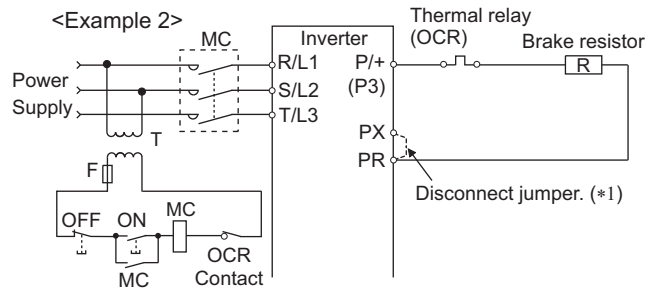 <Example 2>
MC
Power
Supply
T
F
OFF ON MC
MC
OCR
Contact
Inverter
R/L1
S/L2
T/L3
P/+
(P3)
PX
PR
Thermal relay
(OCR)
Brake resistor
R
Disconnect jumper. (*1)